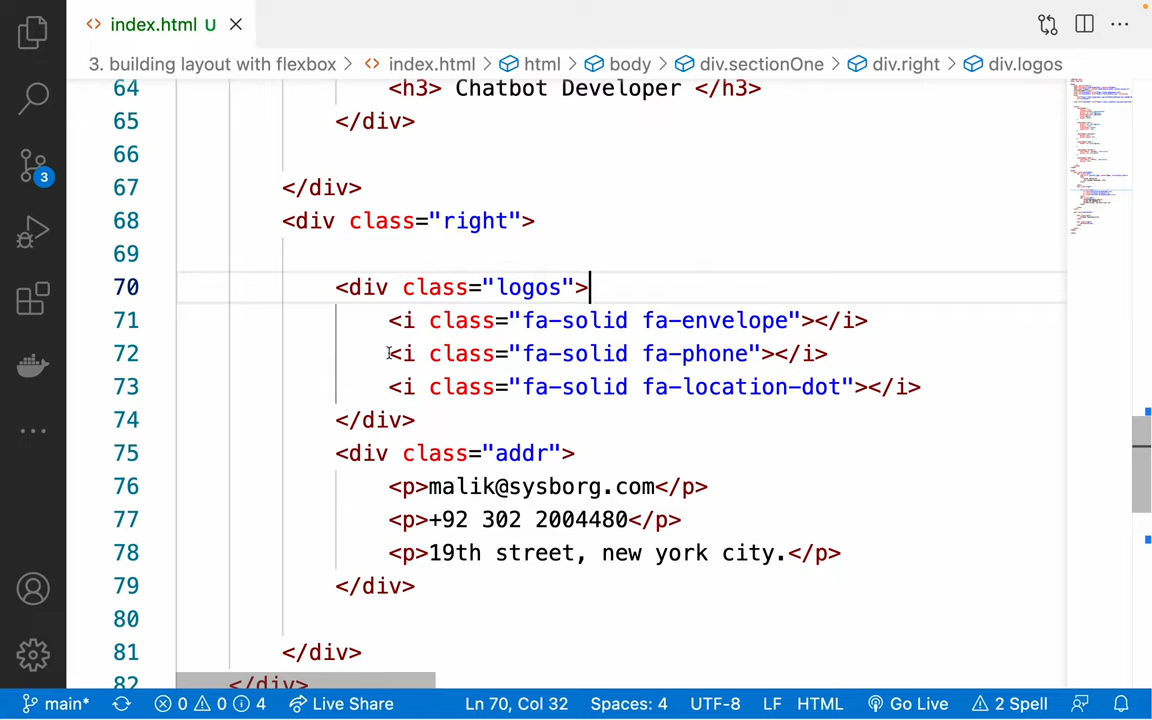 index.html U
3. building layout with flexbox > index.html > html > body > div.sectionOne > div.right > div.logos
64 <h3> Chatbot Developer </h3>
65 </div>
66
67 </div>
68 <div class="right">
69
70 <div class="logos">
71 <i class="fa-solid fa-envelope"></i>
72 <i class="fa-solid fa-phone"></i>
73 <i class="fa-solid fa-location-dot"></i>
74 </div>
75 <div class="addr">
76 <p>malik@sysborg.com</p>
77 <p>+92 302 2004480</p>
78 <p>19th street, new york city.</p>
79 </div>
80
81 </div>
82 </div>
3
main* 0 0 4 Live Share Ln 70, Col 32 Spaces: 4 UTF-8 LF HTML Go Live 2 Spell